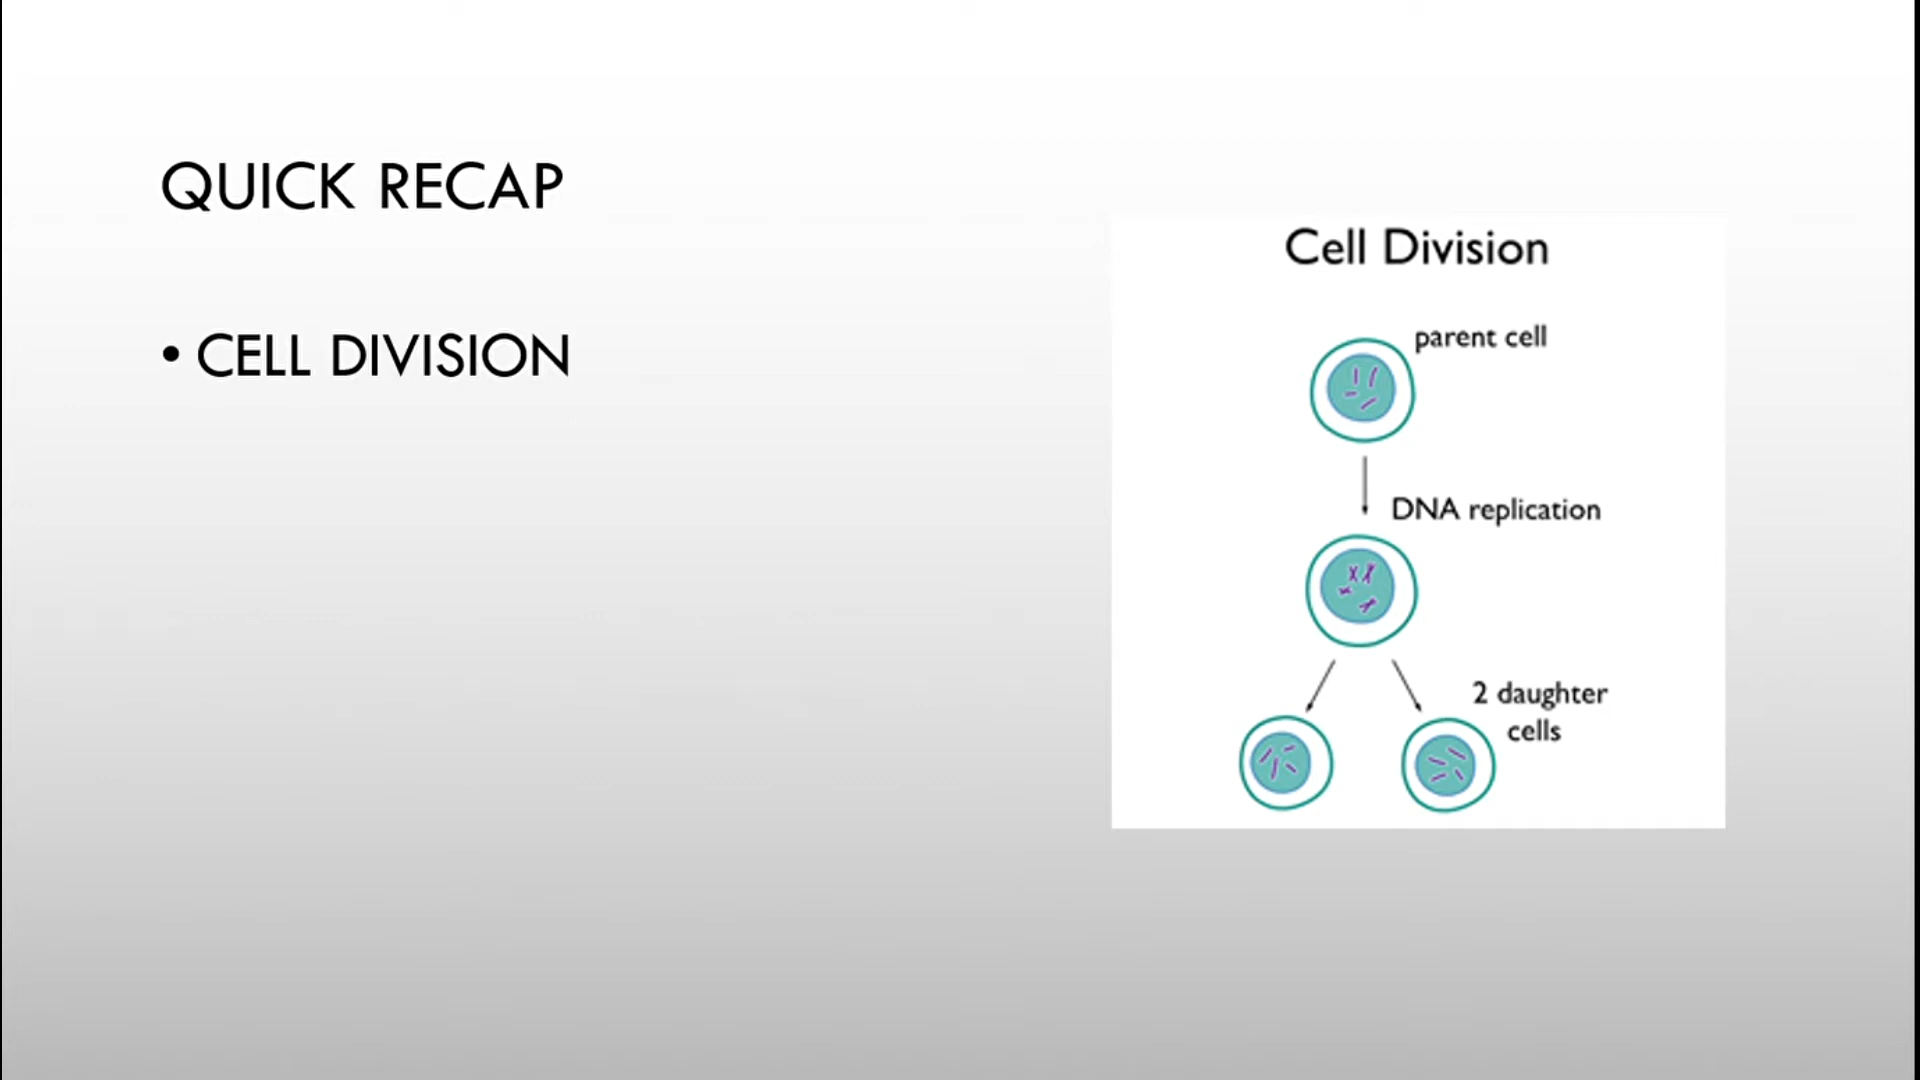 QUICK RECAP
• CELL DIVISION
Cell Division
parent cell
DNA replication
2 daughter
cells